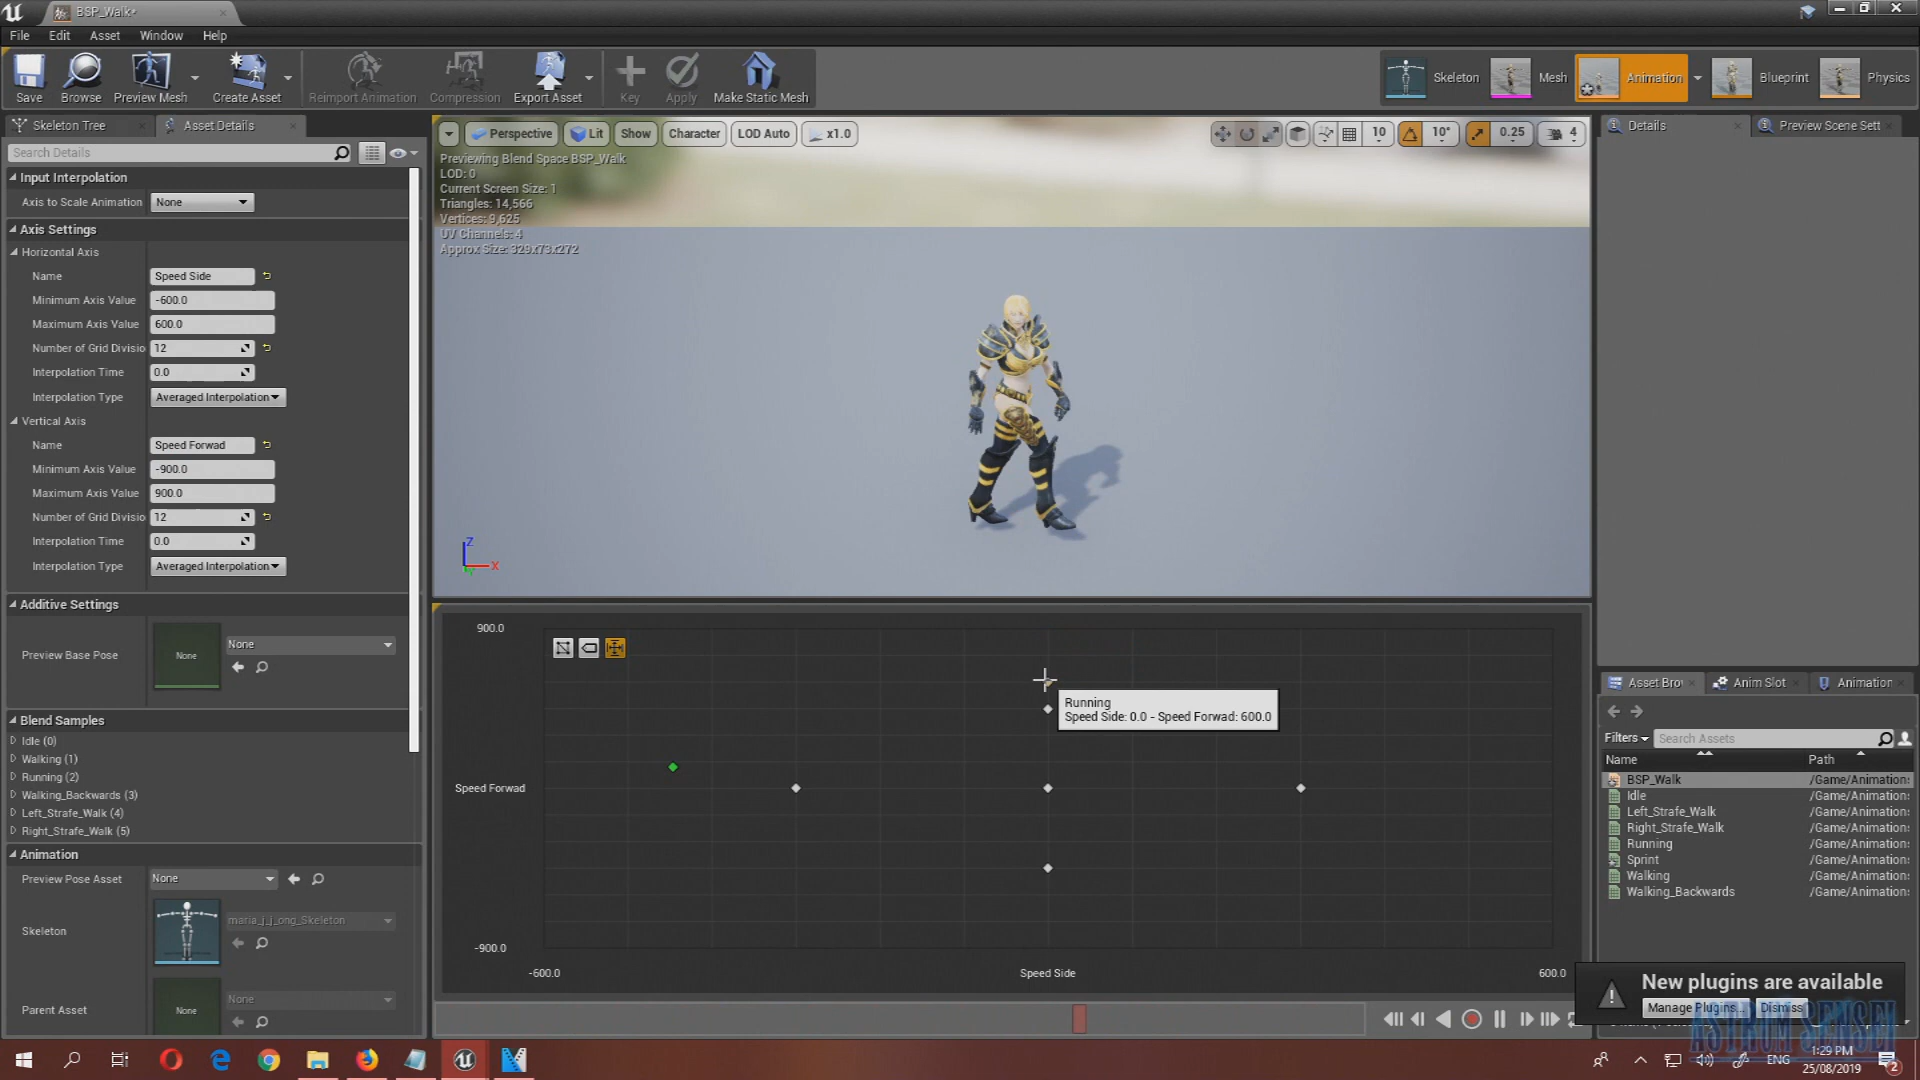 BSP_Walk*
File Edit Asset Window Help
Save Browse Preview Mesh Create Asset Reimport Animation Compression Export Asset Key Apply Make Static Mesh
Skeleton Mesh Animation Blueprint Physics
Skeleton Tree Asset Details
Search Details
Input Interpolation
Axis to Scale Animation None
Axis Settings
Horizontal Axis
Name Speed Side
Minimum Axis Value -600.0
Maximum Axis Value 600.0
Number of Grid Divisio 12
Interpolation Time 0.0
Interpolation Type Averaged Interpolation
Vertical Axis
Name Speed Forwad
Minimum Axis Value -900.0
Maximum Axis Value 900.0
Number of Grid Divisio 12
Interpolation Time 0.0
Interpolation Type Averaged Interpolation
Additive Settings
Preview Base Pose None None
Blend Samples
Idle (0)
Walking (1)
Running (2)
Walking_Backwards (3)
Left_Strafe_Walk (4)
Right_Strafe_Walk (5)
Animation
Preview Pose Asset None
Skeleton maria_j_j_ong_Skeleton
Parent Asset None None
Perspective Lit Show Character LOD Auto x1.0
10 10° 0.25 4
Previewing Blend Space BSP_Walk
LOD: 0
Current Screen Size: 1
Triangles: 14,566
Vertices: 9,625
UV Channels: 4
Approx Size: 329x73x272
Z
X
Y
900.0
Running
Speed Side: 0.0 - Speed Forwad: 600.0
Speed Forwad
-900.0
-600.0 Speed Side 600.0
Details Preview Scene Sett
Asset Bro Anim Slot Animation
Filters Search Assets
Name Path
BSP_Walk /Game/Animation
Idle /Game/Animation
Left_Strafe_Walk /Game/Animation
Right_Strafe_Walk /Game/Animation
Running /Game/Animation
Sprint /Game/Animation
Walking /Game/Animation
Walking_Backwards /Game/Animation
New plugins are available
Manage Plugins... Dismiss
ASTRUM SENSEI
ENG
1:29 PM
25/08/2019
2